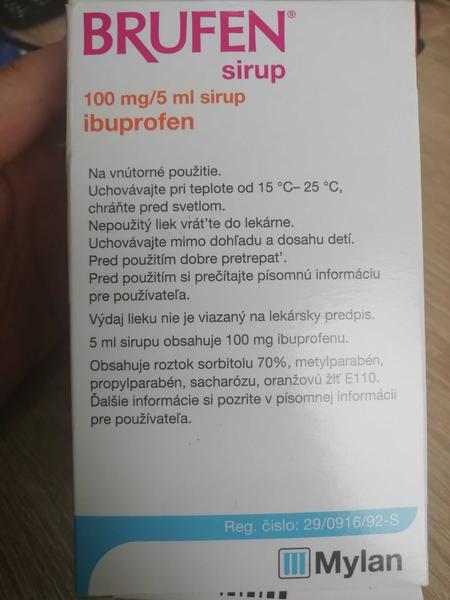 BRUFEN®
sirup
100 mg/5 ml sirup
ibuprofen
Na vnútorné použitie.
Uchovávajte pri teplote od 15 °C– 25 °C,
chráňte pred svetlom.
Nepoužitý liek vráťte do lekárne.
Uchovávajte mimo dohľadu a dosahu detí.
Pred použitím dobre pretrepať.
Pred použitím si prečítajte písomnú informáciu
pre používateľa.
Výdaj lieku nie je viazaný na lekársky predpis.
5 ml sirupu obsahuje 100 mg ibuprofenu.
Obsahuje roztok sorbitolu 70%, metylparabén,
propylparabén, sacharózu, oranžovú žlť E110.
Ďalšie informácie si pozrite v písomnej informácii
pre používateľa.
Reg. čislo: 29/0916/92-S
Mylan